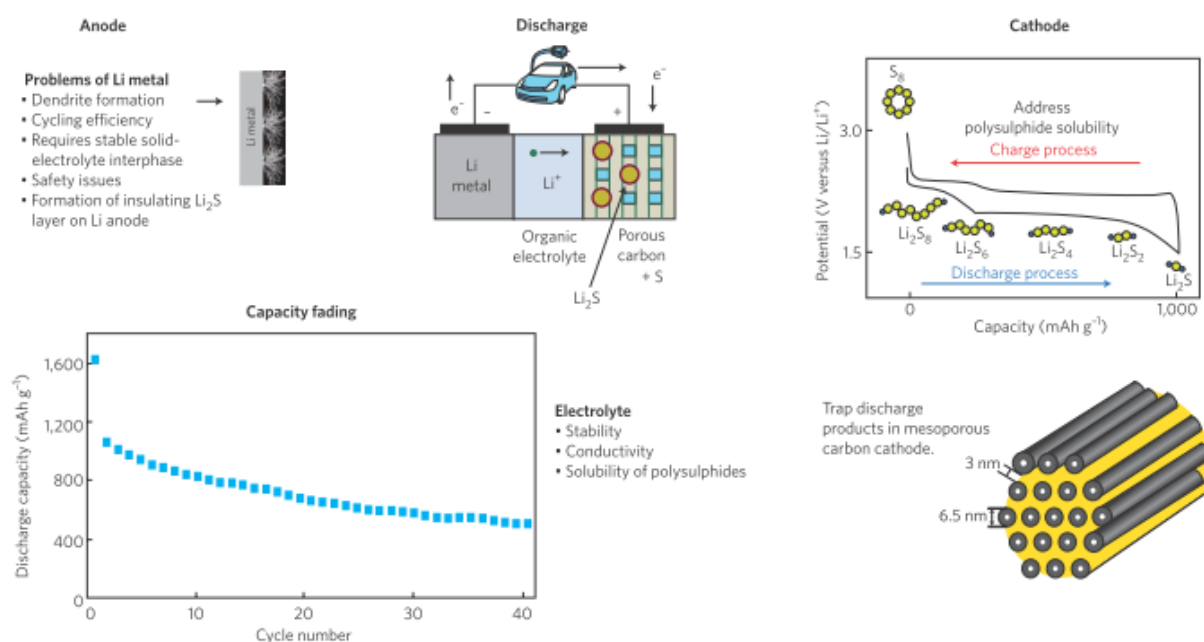 Anode
Problems of Li metal
▪ Dendrite formation
▪ Cycling efficiency
▪ Requires stable solid-
electrolyte interphase
▪ Safety issues
▪ Formation of insulating Li₂S
layer on Li anode
Li metal
Discharge
e⁻
e⁻
−
+
Li
metal
Li⁺
Organic
electrolyte
Porous
carbon
+ S
Li₂S
Cathode
S₈
Address
polysulphide solubility
Charge process
Li₂S₈
Li₂S₆
Li₂S₄
Li₂S₂
Li₂S
Discharge process
Potential (V versus Li/Li⁺)
3.0
1.5
0
1,000
Capacity (mAh g⁻¹)
Capacity fading
Discharge capacity (mAh g⁻¹)
1,600
1,200
800
400
0
0
10
20
30
40
Cycle number
Electrolyte
▪ Stability
▪ Conductivity
▪ Solubility of polysulphides
Trap discharge
products in mesoporous
carbon cathode.
3 nm
6.5 nm